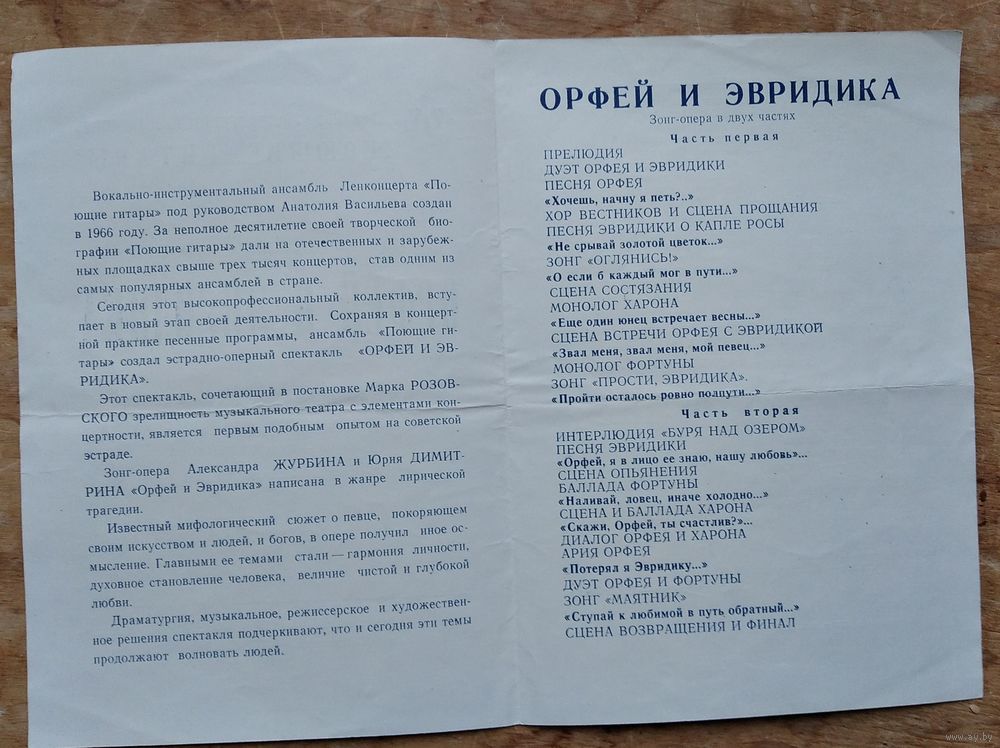 Вокально-инструментальный ансамбль Ленконцерта «По-
ющие гитары» под руководством Анатолия Васильева создан
в 1966 году. За неполное десятилетие своей творческой био-
графии «Поющие гитары» дали на отечественных и зарубеж-
ных площадках свыше трех тысяч концертов, став одним из
самых популярных ансамблей в стране.
Сегодня этот высокопрофессиональный коллектив, всту-
пает в новый этап своей деятельности. Сохраняя в концерт-
ной практике песенные программы, ансамбль «Поющие ги-
тары» создал эстрадно-оперный спектакль «ОРФЕЙ И ЭВ-
РИДИКА».
Этот спектакль, сочетающий в постановке Марка РОЗОВ-
СКОГО зрелищность музыкального театра с элементами кон-
цертности, является первым подобным опытом на советской
эстраде.
Зонг-опера Александра ЖУРБИНА и Юрия ДИМИТ-
РИНА «Орфей и Эвридика» написана в жанре лирической
трагедии.
Известный мифологический сюжет о певце, покоряющем
своим искусством и людей, и богов, в опере получил иное ос-
мысление. Главными ее темами стали — гармония личности,
духовное становление человека, величие чистой и глубокой
любви.
Драматургия, музыкальное, режиссерское и художествен-
ное решения спектакля подчеркивают, что и сегодня эти темы
продолжают волновать людей.
ОРФЕЙ И ЭВРИДИКА
Зонг-опера в двух частях
Часть первая
ПРЕЛЮДИЯ
ДУЭТ ОРФЕЯ И ЭВРИДИКИ
ПЕСНЯ ОРФЕЯ
«Хочешь, начну я петь?..»
ХОР ВЕСТНИКОВ И СЦЕНА ПРОЩАНИЯ
ПЕСНЯ ЭВРИДИКИ О КАПЛЕ РОСЫ
«Не срывай золотой цветок...»
ЗОНГ «ОГЛЯНИСЬ!»
«О если б каждый мог в пути...»
СЦЕНА СОСТЯЗАНИЯ
МОНОЛОГ ХАРОНА
«Еще один юнец встречает весны...»
СЦЕНА ВСТРЕЧИ ОРФЕЯ С ЭВРИДИКОЙ
«Звал меня, звал меня, мой певец...»
МОНОЛОГ ФОРТУНЫ
ЗОНГ «ПРОСТИ, ЭВРИДИКА».
«Пройти осталось ровно полпути...»
Часть вторая
ИНТЕРЛЮДИЯ «БУРЯ НАД ОЗЕРОМ»
ПЕСНЯ ЭВРИДИКИ
«Орфей, я в лицо ее знаю, нашу любовь»...
СЦЕНА ОПЬЯНЕНИЯ
БАЛЛАДА ФОРТУНЫ
«Наливай, ловец, иначе холодно...»
СЦЕНА И БАЛЛАДА ХАРОНА
«Скажи, Орфей, ты счастлив?»...
ДИАЛОГ ОРФЕЯ И ХАРОНА
АРИЯ ОРФЕЯ
«Потерял я Эвридику...»
ДУЭТ ОРФЕЯ И ФОРТУНЫ
ЗОНГ «МАЯТНИК»
«Ступай к любимой в путь обратный...»
СЦЕНА ВОЗВРАЩЕНИЯ И ФИНАЛ
www.ay.by